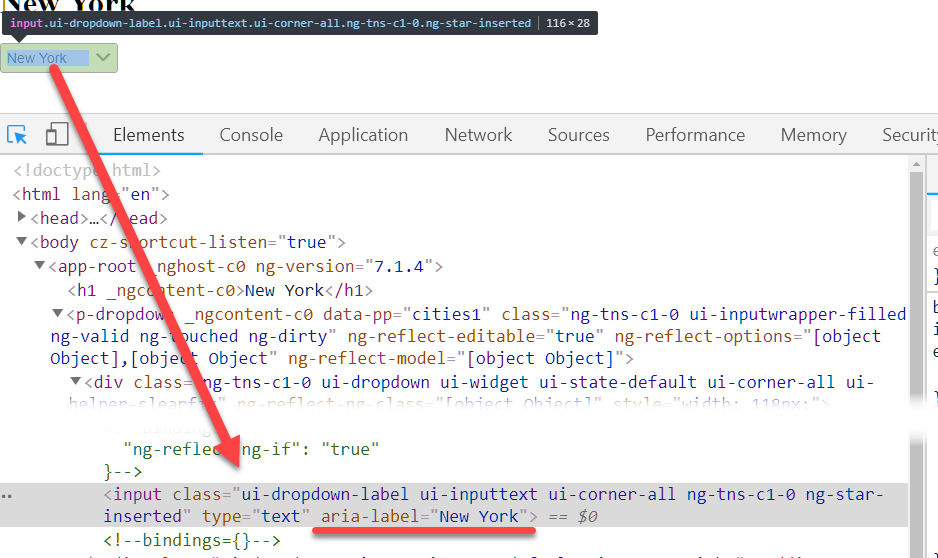 New York
input.ui-dropdown-label.ui-inputtext.ui-corner-all.ng-tns-c1-0.ng-star-inserted | 116 × 28
New York
Elements Console Application Network Sources Performance Memory Security
<!doctype html>
<html lang="en">
<head>…</head>
<body cz-shortcut-listen="true">
<app-root _nghost-c0 ng-version="7.1.4">
<h1 _ngcontent-c0>New York</h1>
<p-dropdown _ngcontent-c0 data-pp="cities1" class="ng-tns-c1-0 ui-inputwrapper-filled
ng-valid ng-touched ng-dirty" ng-reflect-editable="true" ng-reflect-options="[object
Object],[object Object" ng-reflect-model="[object Object]">
<div class="ng-tns-c1-0 ui-dropdown ui-widget ui-state-default ui-corner-all ui-
helper-clearfix" ng-reflect-ng-class="[object Object]" style="width: 118px;">
"ng-reflect-ng-if": "true"
}-->
<input class="ui-dropdown-label ui-inputtext ui-corner-all ng-tns-c1-0 ng-star-
inserted" type="text" aria-label="New York"> == $0
<!--bindings={}-->